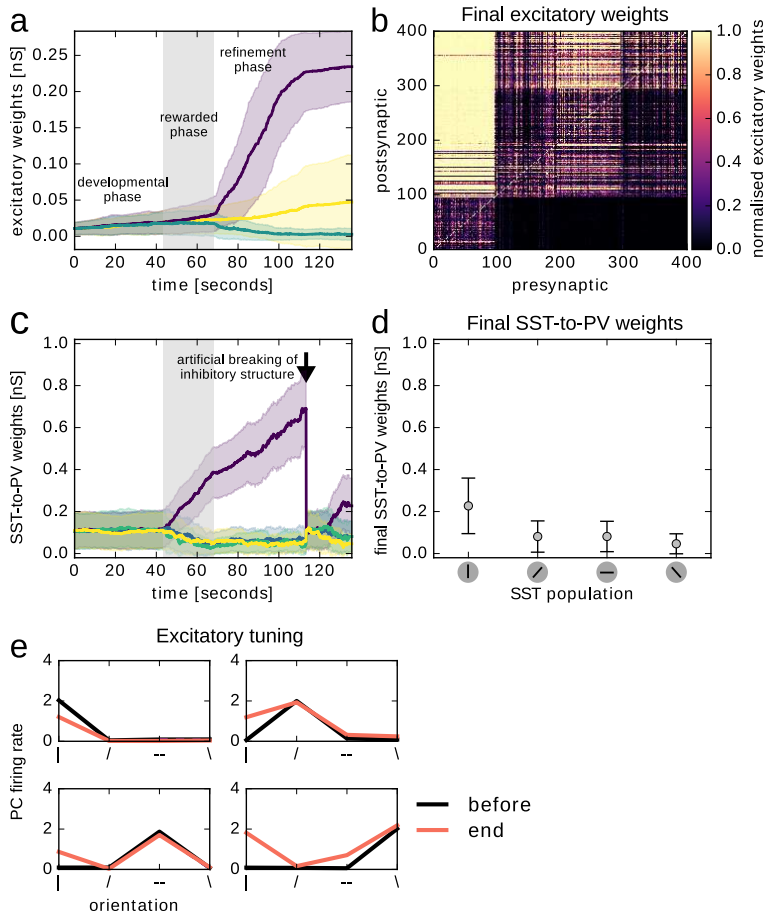 a
excitatory weights [nS]
0.25
0.20
0.15
0.10
0.05
0.00
developmental
phase
rewarded
phase
refinement
phase
0 20 40 60 80 100 120
time [seconds]
b
Final excitatory weights
postsynaptic
400
300
200
100
0
0 100 200 300 400
presynaptic
1.0
0.8
0.6
0.4
0.2
0.0
normalised excitatory weights
c
SST-to-PV weights [nS]
1.0
0.8
0.6
0.4
0.2
0.0
artificial breaking of
inhibitory structure
0 20 40 60 80 100 120
time [seconds]
d
Final SST-to-PV weights
final SST-to-PV weights [nS]
1.0
0.8
0.6
0.4
0.2
0.0
| / — \
SST population
e
Excitatory tuning
PC firing rate
4
2
0
| / -- \
4
2
0
| / -- \
4
2
0
| / -- \
4
2
0
| / -- \
orientation
before
end